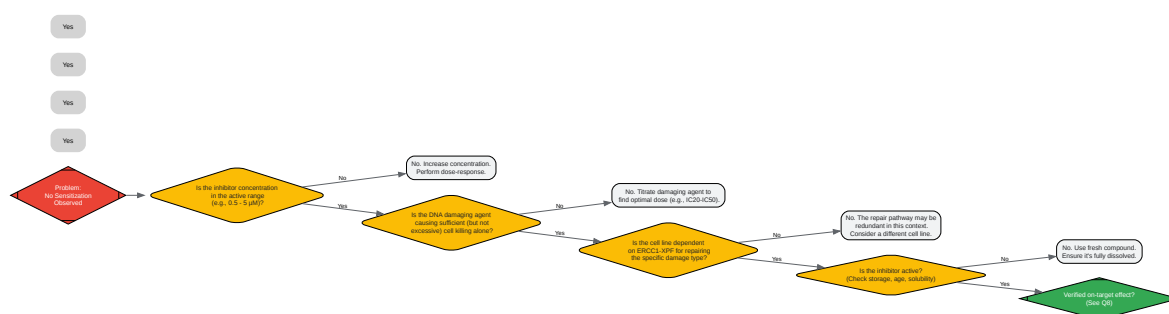 Yes
Yes
Yes
Yes
Problem:
No Sensitization
Observed
Is the inhibitor concentration
in the active range
(e.g., 0.5 - 5 µM)?
No
No. Increase concentration.
Perform dose-response.
Yes
Is the DNA damaging agent
causing sufficient (but not
excessive) cell killing alone?
No
No. Titrate damaging agent to
find optimal dose (e.g., IC20-IC50).
Yes
Is the cell line dependent
on ERCC1-XPF for repairing
the specific damage type?
No
No. The repair pathway may be
redundant in this context.
Consider a different cell line.
Yes
Is the inhibitor active?
(Check storage, age, solubility)
No
No. Use fresh compound.
Ensure it's fully dissolved.
Yes
Verified on-target effect?
(See Q6)